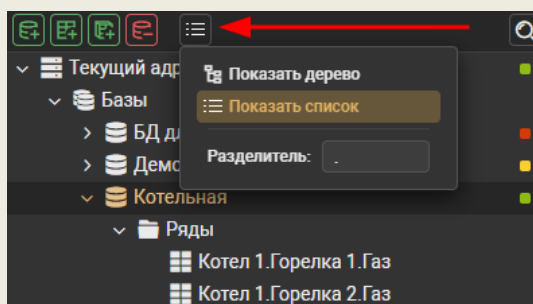 Текущий адр
Показать дерево
Базы
Показать список
БД дл
Разделитель: .
Демо
Котельная
Ряды
Котел 1.Горелка 1.Газ
Котел 1.Горелка 2.Газ